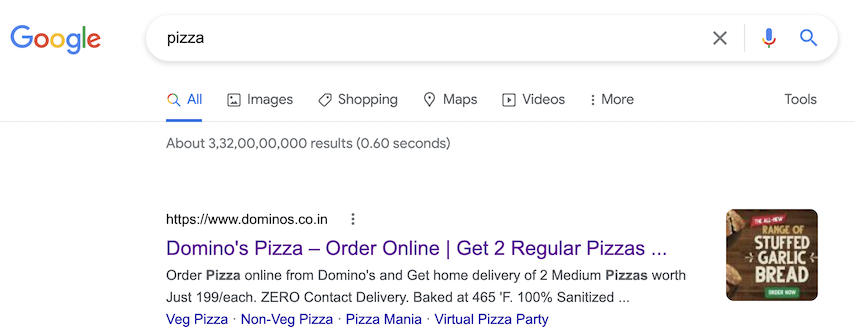 Google
pizza
All Images Shopping Maps Videos More Tools
About 3,32,00,00,000 results (0.60 seconds)
https://www.dominos.co.in
Domino's Pizza – Order Online | Get 2 Regular Pizzas ...
Order Pizza online from Domino's and Get home delivery of 2 Medium Pizzas worth
Just 199/each. ZERO Contact Delivery. Baked at 465 'F. 100% Sanitized ...
Veg Pizza · Non-Veg Pizza · Pizza Mania · Virtual Pizza Party
THE ALL-NEW
RANGE OF
STUFFED
GARLIC
BREAD
ORDER NOW